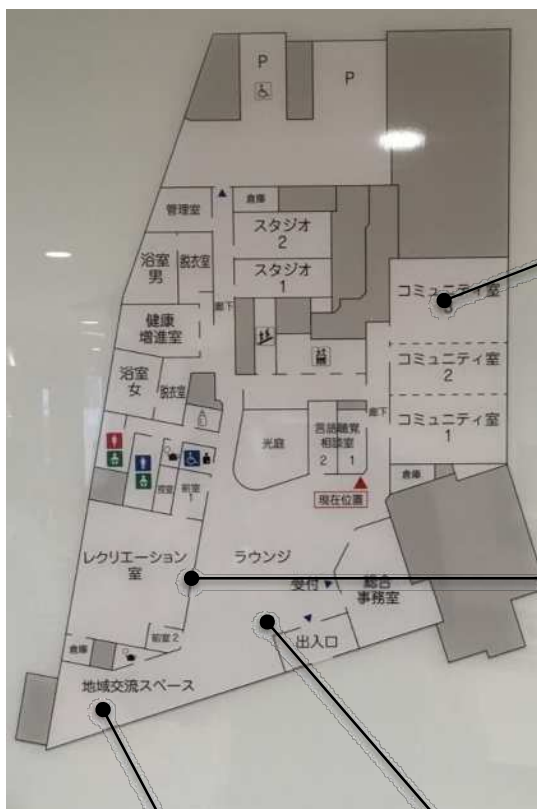 P
P
管理室
倉庫
スタジオ
2
浴室
男
脱衣室
スタジオ
1
廊下
コミュニティ室
3
健康
増進室
コミュニティ室
2
浴室
女
脱衣室
廊下
コミュニティ室
1
光庭
言語聴覚
相談室
2
1
倉庫
現在位置
前室
1
レクリエーション
室
ラウンジ
受付
総合
事務室
前室2
倉庫
出入口
地域交流スペース